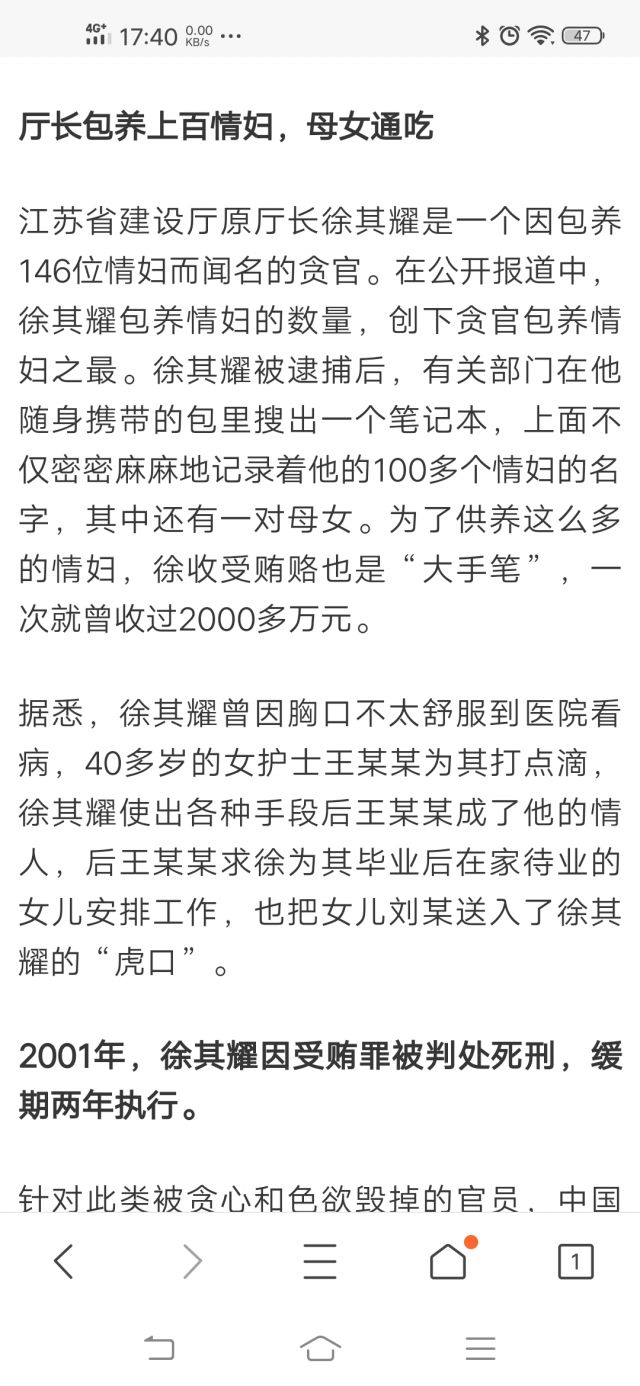 4G+ 17:40 0.00 KB/s ... 47
厅长包养上百情妇，母女通吃
江苏省建设厅原厅长徐其耀是一个因包养
146位情妇而闻名的贪官。在公开报道中，
徐其耀包养情妇的数量，创下贪官包养情
妇之最。徐其耀被逮捕后，有关部门在他
随身携带的包里搜出一个笔记本，上面不
仅密密麻麻地记录着他的100多个情妇的名
字，其中还有一对母女。为了供养这么多
的情妇，徐收受贿赂也是“大手笔”，一
次就曾收过2000多万元。
据悉，徐其耀曾因胸口不太舒服到医院看
病，40多岁的女护士王某某为其打点滴，
徐其耀使出各种手段后王某某成了他的情
人，后王某某求徐为其毕业后在家待业的
女儿安排工作，也把女儿刘某送入了徐其
耀的“虎口”。
2001年，徐其耀因受贿罪被判处死刑，缓
期两年执行。
针对此类被贪心和色欲毁掉的官员，中国
1